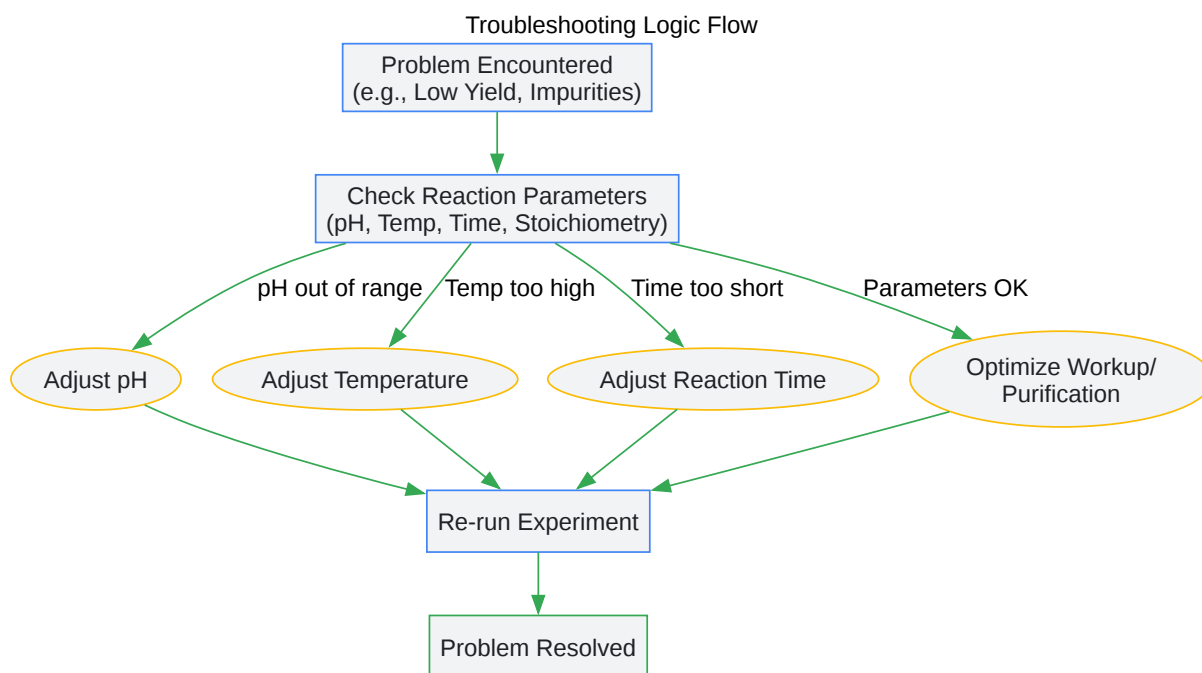 Troubleshooting Logic Flow
Problem Encountered
(e.g., Low Yield, Impurities)
Check Reaction Parameters
(pH, Temp, Time, Stoichiometry)
pH out of range
Temp too high
Time too short
Parameters OK
Adjust pH
Adjust Temperature
Adjust Reaction Time
Optimize Workup/
Purification
Re-run Experiment
Problem Resolved